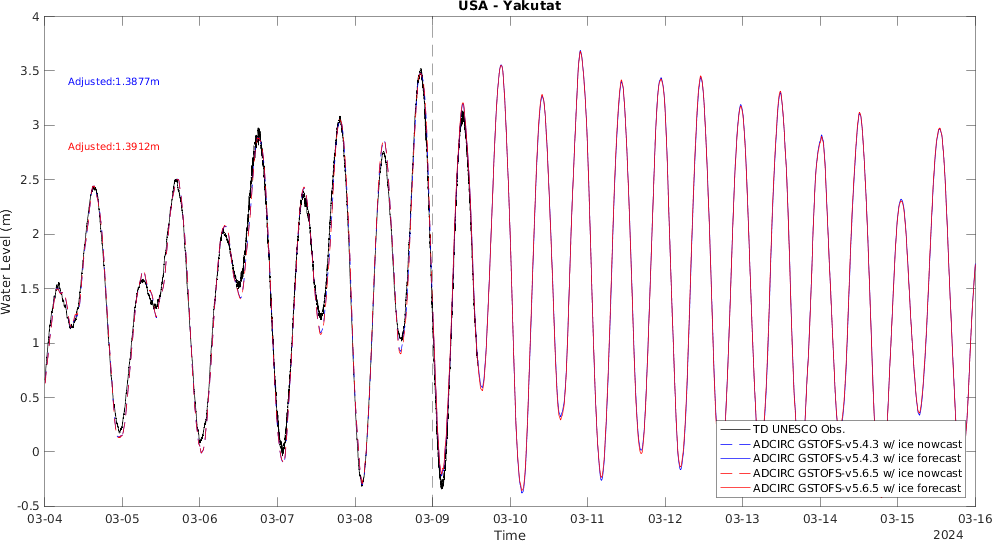 USA - Yakutat
4
3.5
3
2.5
2
1.5
1
0.5
0
-0.5
Water Level (m)
Adjusted:1.3877m
Adjusted:1.3912m
TD UNESCO Obs.
ADCIRC GSTOFS-v5.4.3 w/ ice nowcast
ADCIRC GSTOFS-v5.4.3 w/ ice forecast
ADCIRC GSTOFS-v5.6.5 w/ ice nowcast
ADCIRC GSTOFS-v5.6.5 w/ ice forecast
03-04 03-05 03-06 03-07 03-08 03-09 03-10 03-11 03-12 03-13 03-14 03-15 03-16
Time
2024